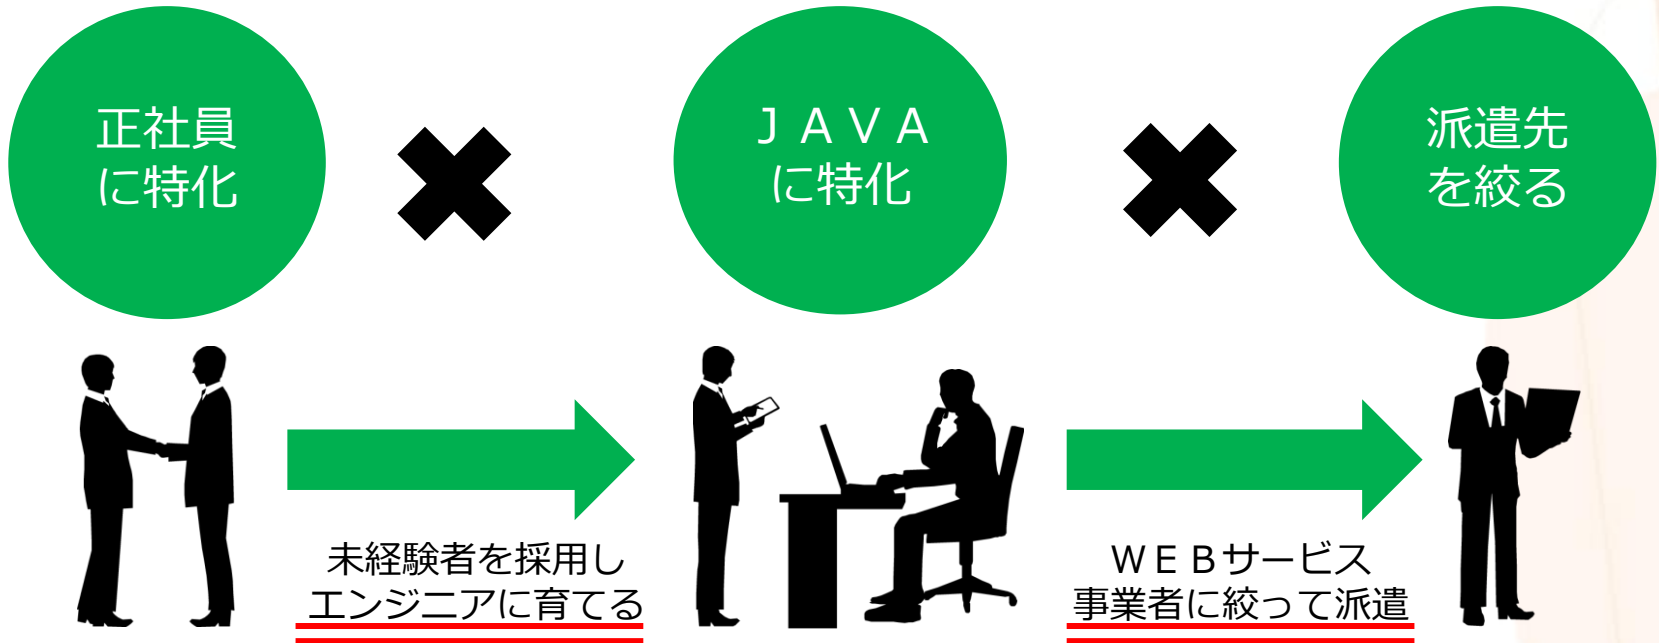 正社員
に特化
ＪＡＶＡ
に特化
派遣先
を絞る
未経験者を採用し
エンジニアに育てる
ＷＥＢサービス
事業者に絞って派遣